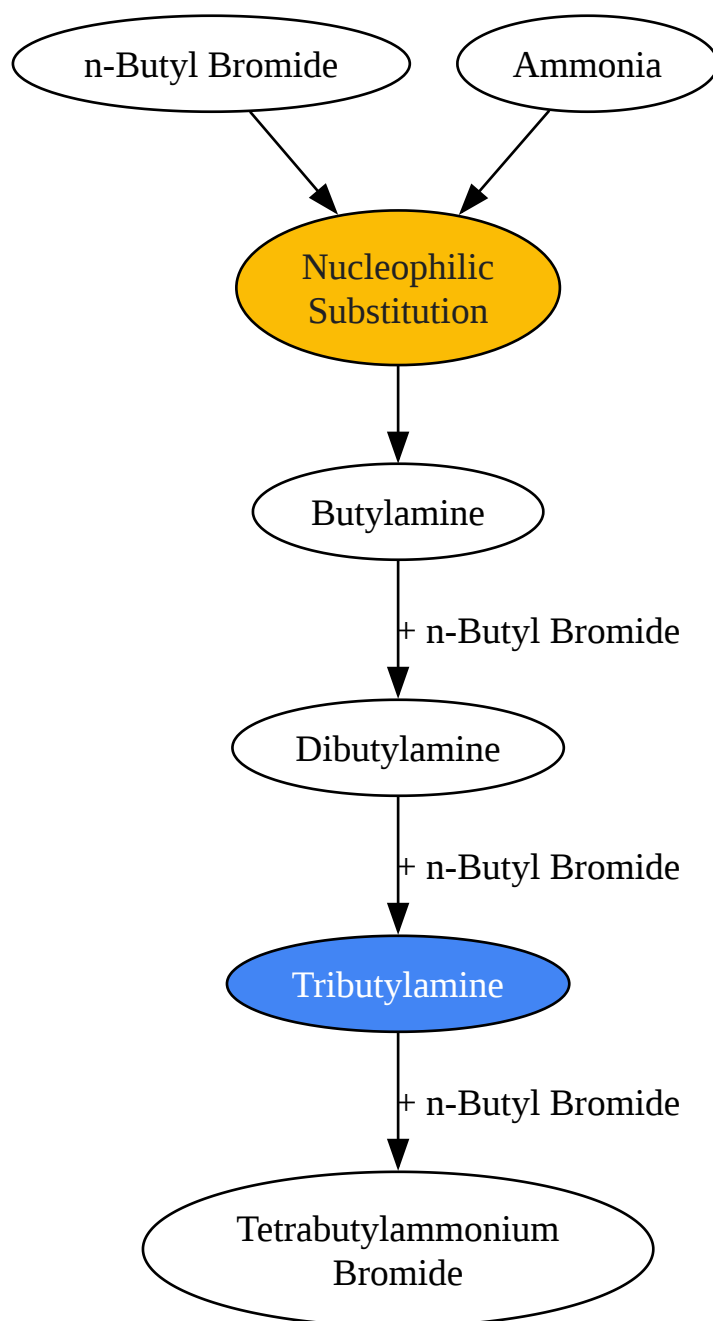 n-Butyl Bromide
Ammonia
Nucleophilic
Substitution
Butylamine
+ n-Butyl Bromide
Dibutylamine
+ n-Butyl Bromide
Tributylamine
+ n-Butyl Bromide
Tetrabutylammonium
Bromide